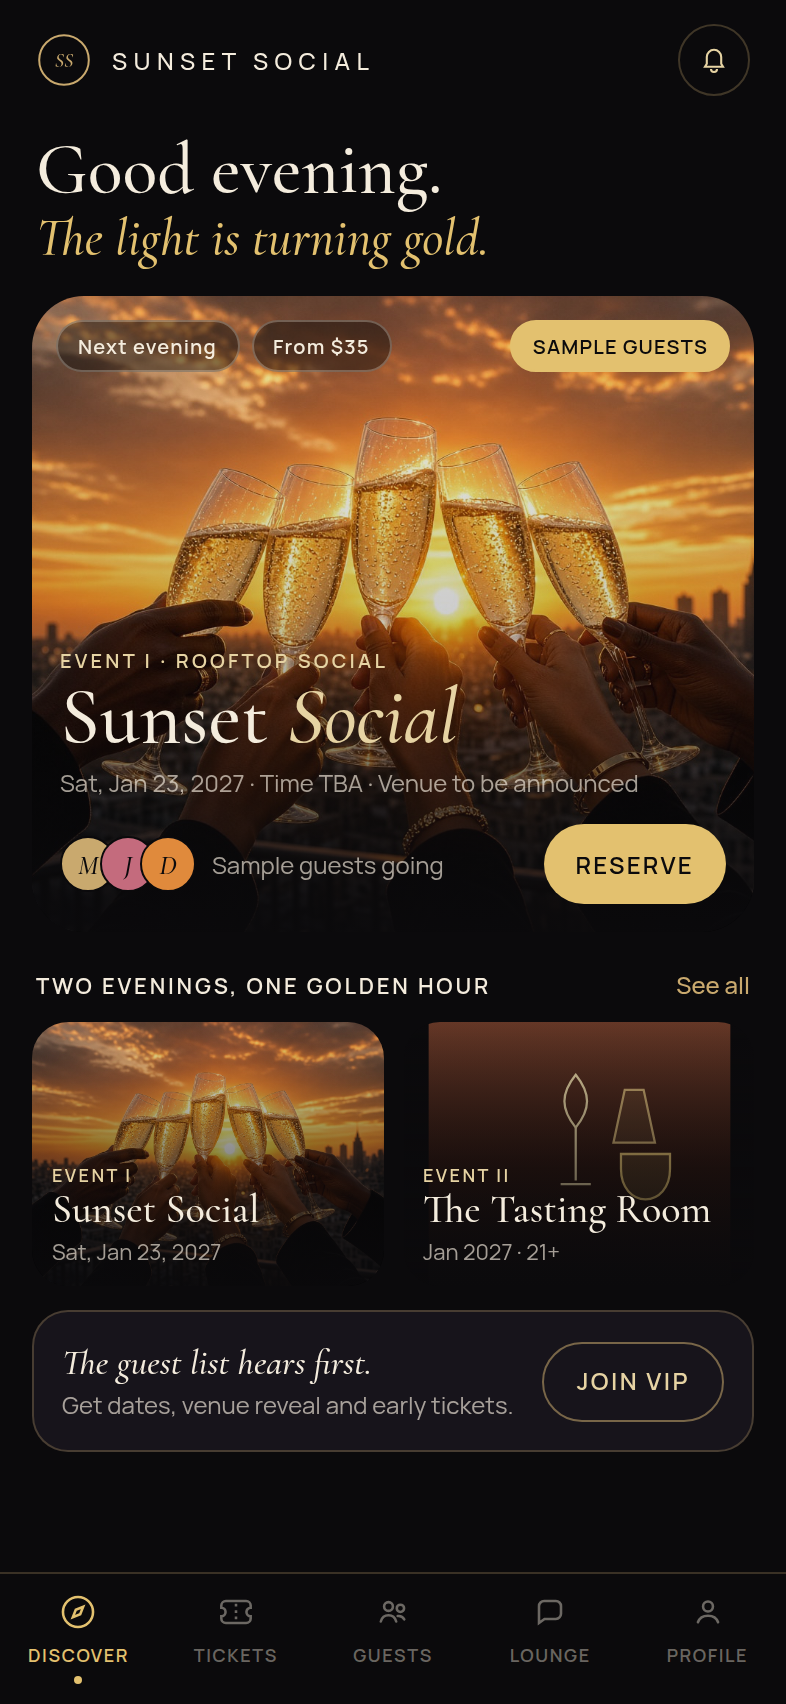 SS SUNSET SOCIAL
Good evening.
The light is turning gold.
Next evening From $35 SAMPLE GUESTS
EVENT I · ROOFTOP SOCIAL
Sunset Social
Sat, Jan 23, 2027 · Time TBA · Venue to be announced
M J D Sample guests going RESERVE
TWO EVENINGS, ONE GOLDEN HOUR See all
EVENT I
Sunset Social
Sat, Jan 23, 2027
EVENT II
The Tasting Room
Jan 2027 · 21+
The guest list hears first.
Get dates, venue reveal and early tickets.
JOIN VIP
DISCOVER TICKETS GUESTS LOUNGE PROFILE